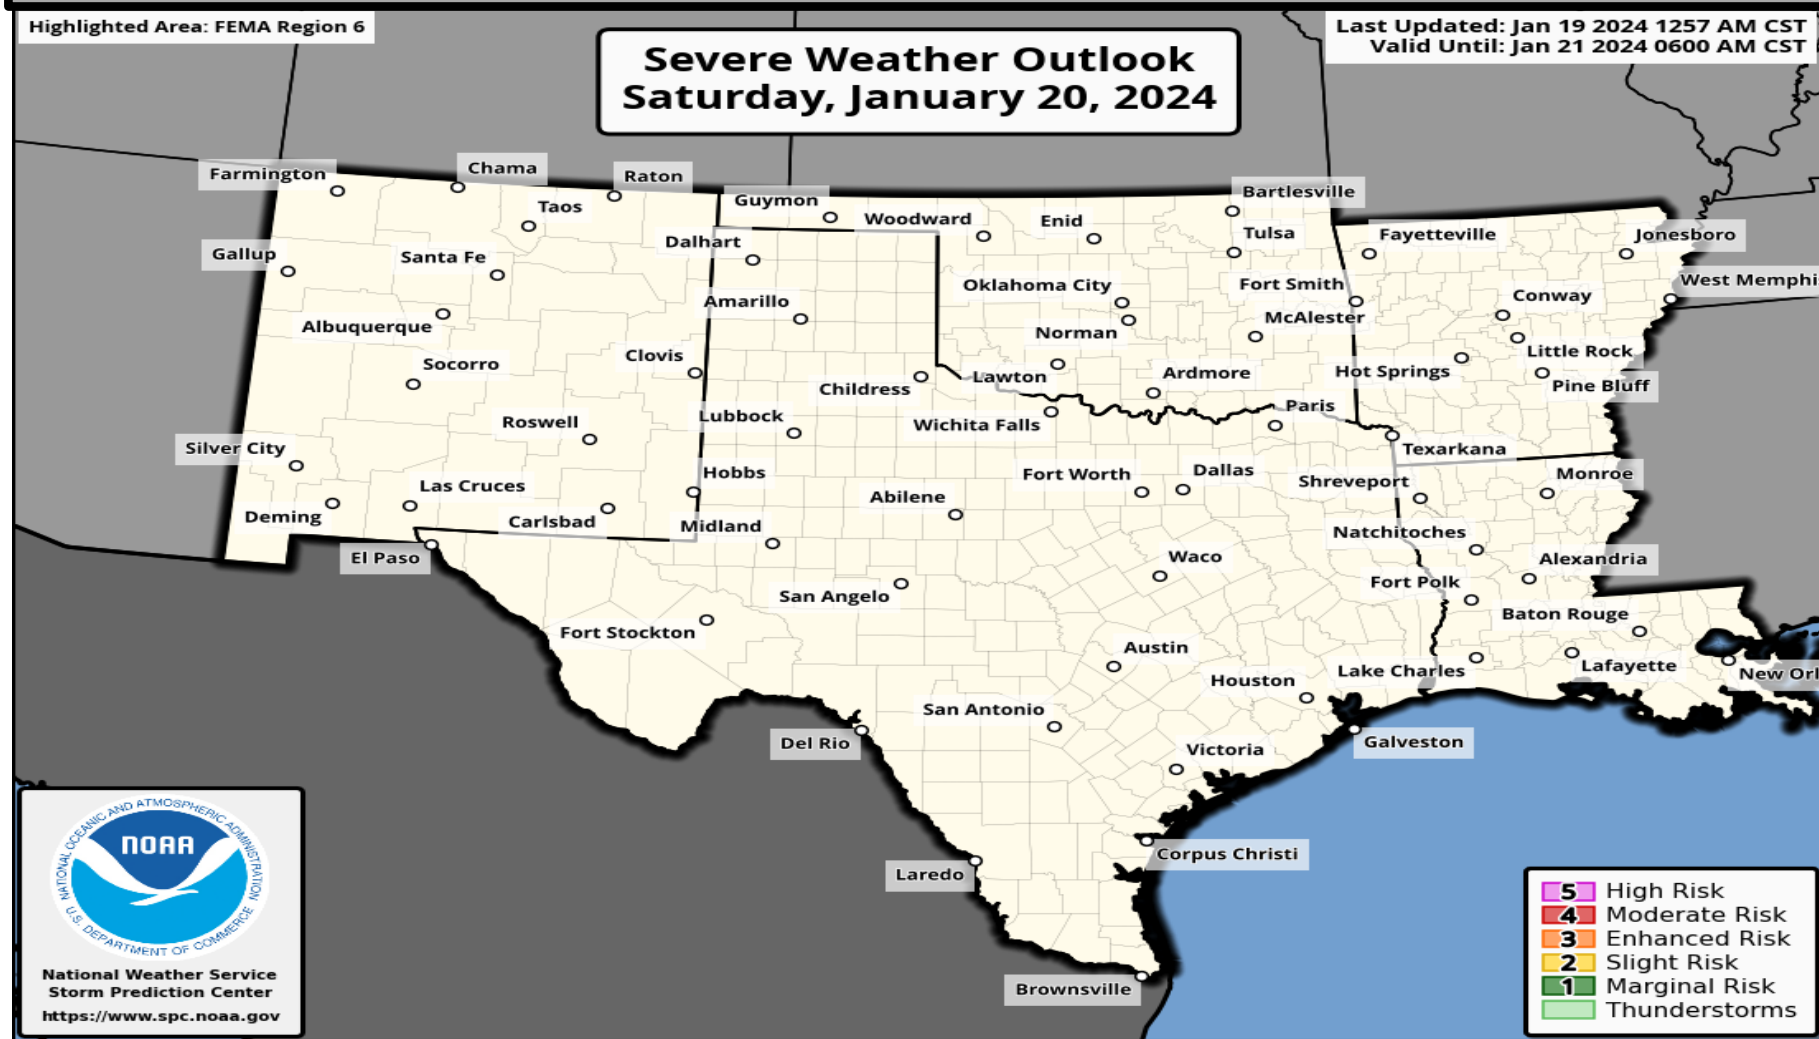 Highlighted Area: FEMA Region 6
Severe Weather Outlook
Saturday, January 20, 2024
Last Updated: Jan 19 2024 1257 AM CST
Valid Until: Jan 21 2024 0600 AM CST
Farmington
Chama
Raton
Taos
Guymon
Woodward
Enid
Bartlesville
Tulsa
Fayetteville
Jonesboro
Gallup
Santa Fe
Dalhart
Oklahoma City
Fort Smith
Conway
West Memphi
Albuquerque
Amarillo
Norman
McAlester
Little Rock
Socorro
Clovis
Childress
Lawton
Ardmore
Hot Springs
Pine Bluff
Roswell
Lubbock
Wichita Falls
Paris
Texarkana
Silver City
Las Cruces
Hobbs
Abilene
Fort Worth
Dallas
Shreveport
Monroe
Deming
Carlsbad
Midland
Natchitoches
El Paso
San Angelo
Waco
Fort Polk
Alexandria
Fort Stockton
Austin
Baton Rouge
Houston
Lake Charles
Lafayette
New Orl
San Antonio
Del Rio
Victoria
Galveston
Laredo
Corpus Christi
Brownsville
NATIONAL OCEANIC AND ATMOSPHERIC ADMINISTRATION
NOAA
U.S. DEPARTMENT OF COMMERCE
National Weather Service
Storm Prediction Center
https://www.spc.noaa.gov
5 High Risk
4 Moderate Risk
3 Enhanced Risk
2 Slight Risk
1 Marginal Risk
Thunderstorms